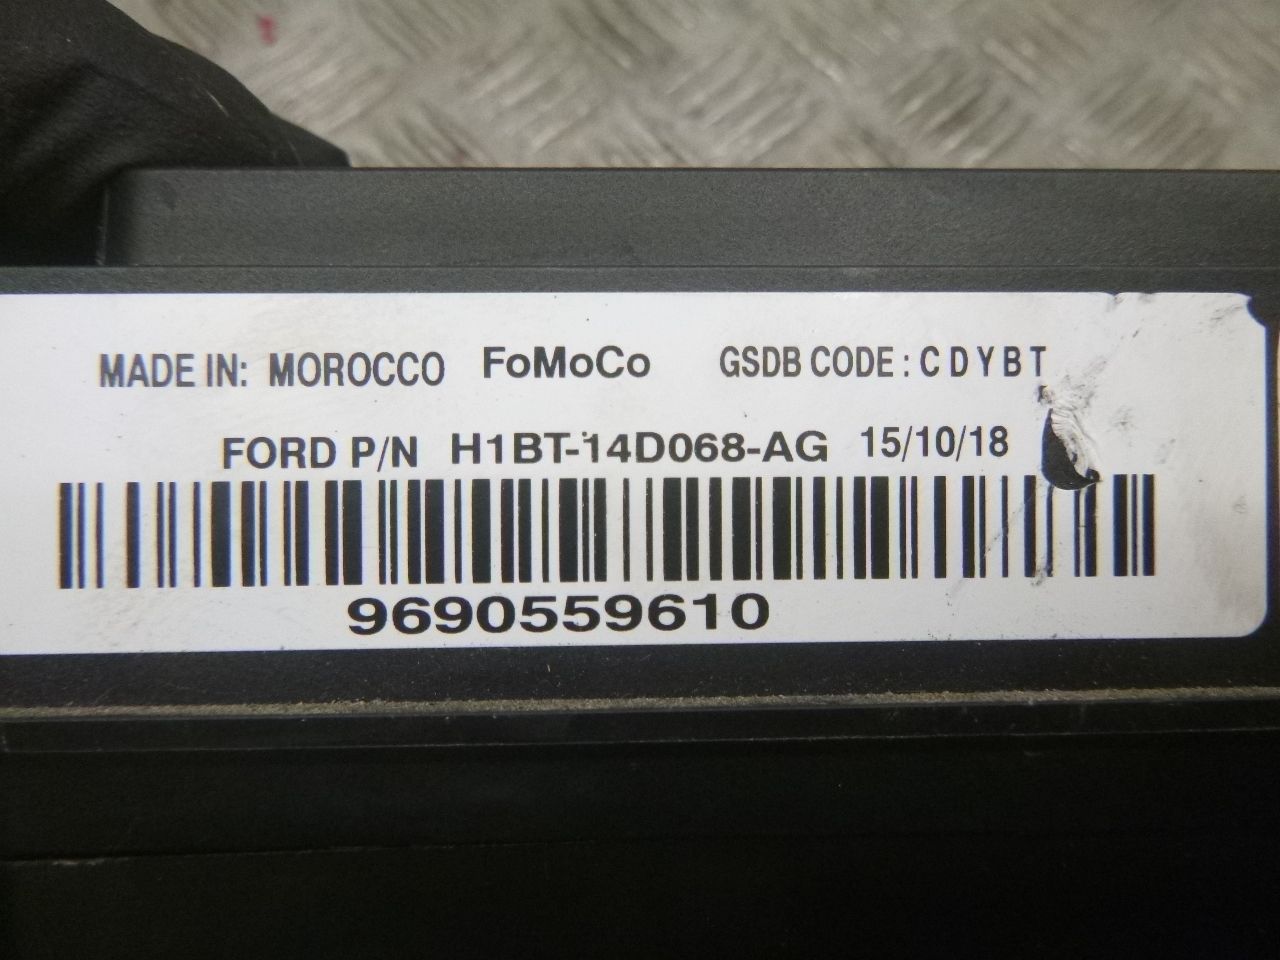 MADE IN: MOROCCO FoMoCo GSDB CODE : C D Y B T
FORD P/N H1BT-14D068-AG 15/10/18
9690559610